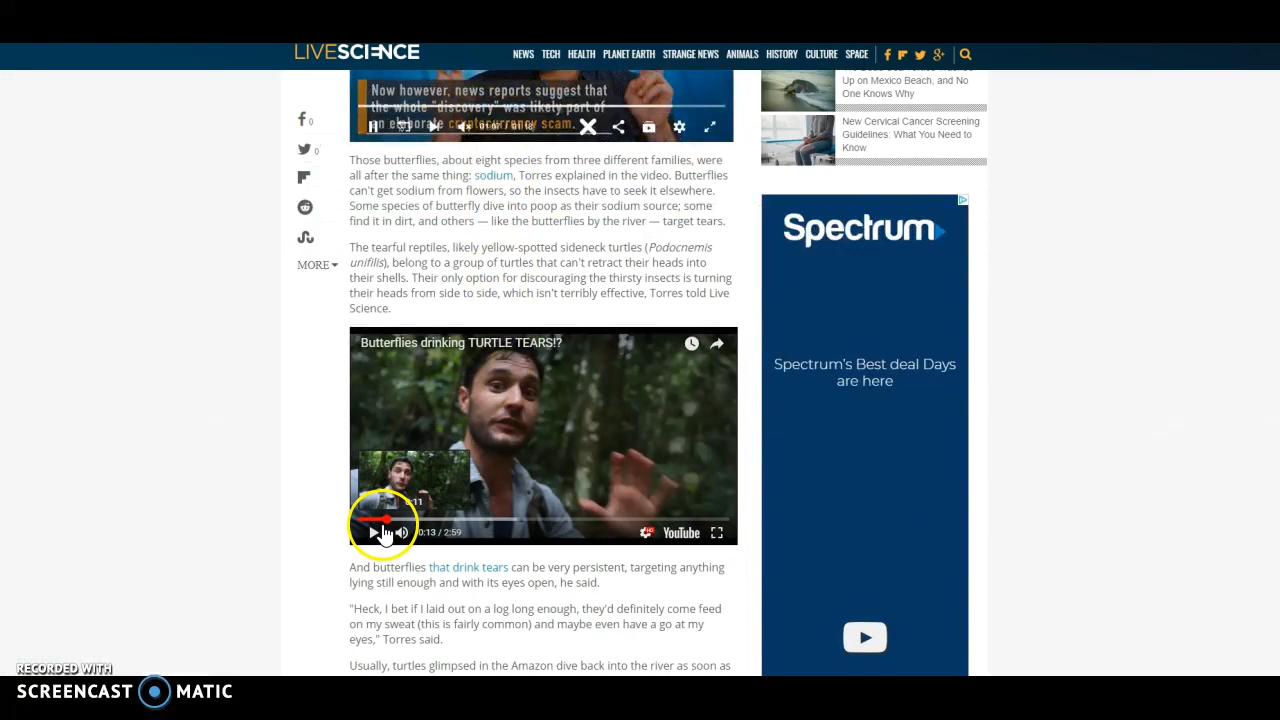 LIVESCIENCE
NEWS TECH HEALTH PLANET EARTH STRANGE NEWS ANIMALS HISTORY CULTURE SPACE
Now however, news reports suggest that
the whole "discovery" was likely part of
an elaborate cryptocurrency scam.
Up on Mexico Beach, and No
One Knows Why
New Cervical Cancer Screening
Guidelines: What You Need to
Know
0
0
MORE
Those butterflies, about eight species from three different families, were
all after the same thing: sodium, Torres explained in the video. Butterflies
can't get sodium from flowers, so the insects have to seek it elsewhere.
Some species of butterfly dive into poop as their sodium source; some
find it in dirt, and others — like the butterflies by the river — target tears.
The tearful reptiles, likely yellow-spotted sideneck turtles (Podocnemis
unifilis), belong to a group of turtles that can't retract their heads into
their shells. Their only option for discouraging the thirsty insects is turning
their heads from side to side, which isn't terribly effective, Torres told Live
Science.
Butterflies drinking TURTLE TEARS!?
0:11
0:13 / 2:59
HD
YouTube
And butterflies that drink tears can be very persistent, targeting anything
lying still enough and with its eyes open, he said.
"Heck, I bet if I laid out on a log long enough, they'd definitely come feed
on my sweat (this is fairly common) and maybe even have a go at my
eyes," Torres said.
Usually, turtles glimpsed in the Amazon dive back into the river as soon as
Spectrum
Spectrum's Best deal Days
are here
RECORDED WITH
SCREENCAST MATIC